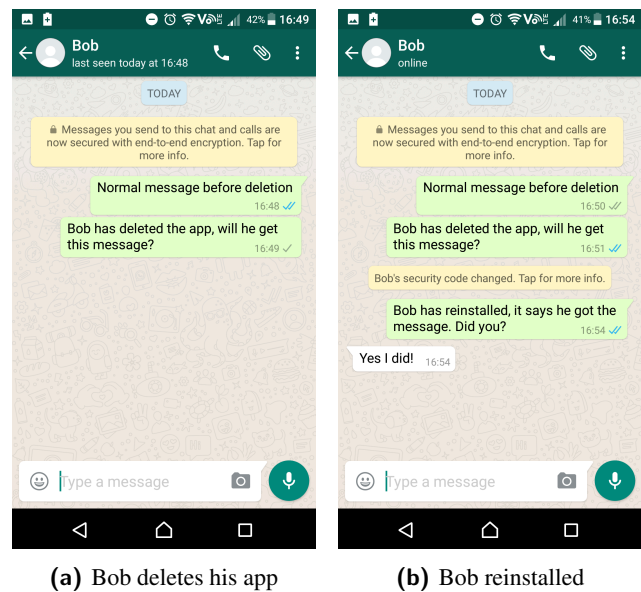 42% 16:49
Bob
last seen today at 16:48
TODAY
Messages you send to this chat and calls are
now secured with end-to-end encryption. Tap for
more info.
Normal message before deletion
16:48
Bob has deleted the app, will he get
this message?
16:49
Type a message
(a) Bob deletes his app
41% 16:54
Bob
online
TODAY
Messages you send to this chat and calls are
now secured with end-to-end encryption. Tap for
more info.
Normal message before deletion
16:50
Bob has deleted the app, will he get
this message?
16:51
Bob's security code changed. Tap for more info.
Bob has reinstalled, it says he got the
message. Did you?
16:54
Yes I did!
16:54
Type a message
(b) Bob reinstalled